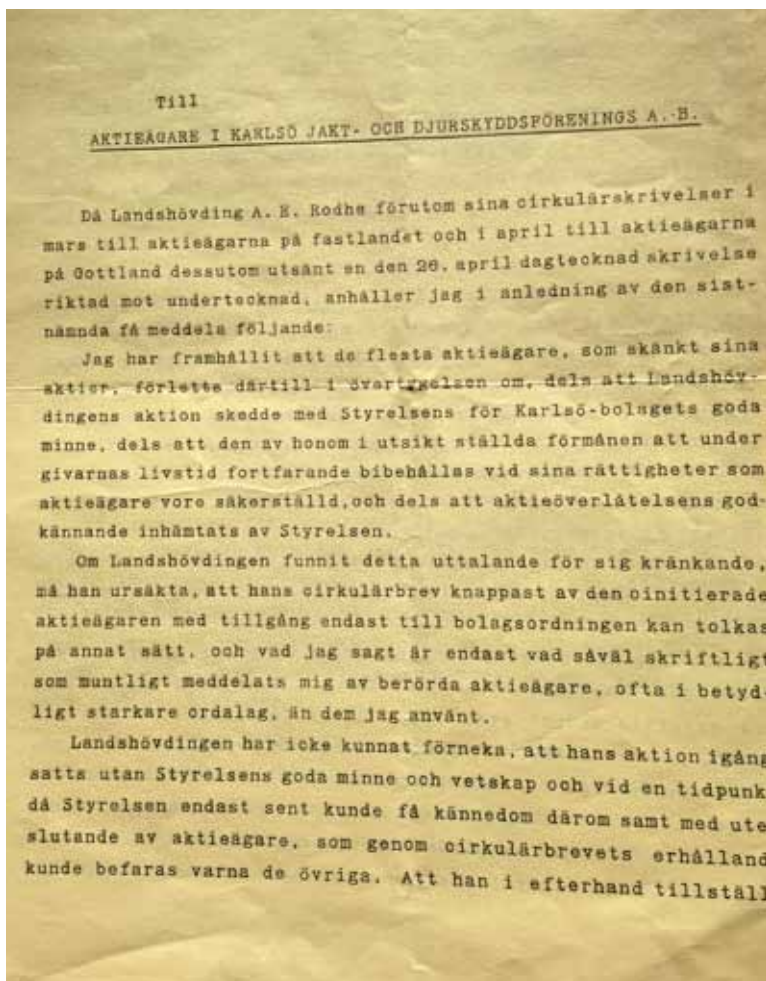 Till
AKTIEÄGARE I KARLSÖ JAKT- OCH DJURSKYDDSFÖRENINGS A.-B.
Då Landshövding A. E. Rodhe förutom sina cirkulärskrivelser i
mars till aktieägarna på fastlandet och i april till aktieägarna
på Gottland dessutom utsänt en den 26. april dagtecknad skrivelse
riktad mot undertecknad, anhåller jag i anledning av den sist-
nämnda få meddela följande:
Jag har framhållit att de flesta aktieägare, som skänkt sina
aktier, förletts därtill i övertygelsen om, dels att Landshöv-
dingens aktion skedde med Styrelsens för Karlsö-bolagets goda
minne, dels att den av honom i utsikt ställda förmånen att under
givarnas livstid fortfarande bibehållas vid sina rättigheter som
aktieägare vore säkerställd, och dels att aktieöverlåtelsens god-
kännande inhämtats av Styrelsen.
Om Landshövdingen funnit detta uttalande för sig kränkande,
må han ursäkta, att hans cirkulärbrev knappast av den oinitierade
aktieägaren med tillgång endast till bolagsordningen kan tolkas
på annat sätt, och vad jag sagt är endast vad såväl skriftligt
som muntligt meddelats mig av berörda aktieägare, ofta i betyd-
ligt starkare ordalag, än dem jag använt.
Landshövdingen har icke kunnat förneka, att hans aktion igång
satts utan Styrelsens goda minne och vetskap och vid en tidpunk
då Styrelsen endast sent kunde få kännedom därom samt med ute
slutande av aktieägare, som genom cirkulärbrevets erhålland
kunde befaras varna de övriga. Att han i efterhand tillställ